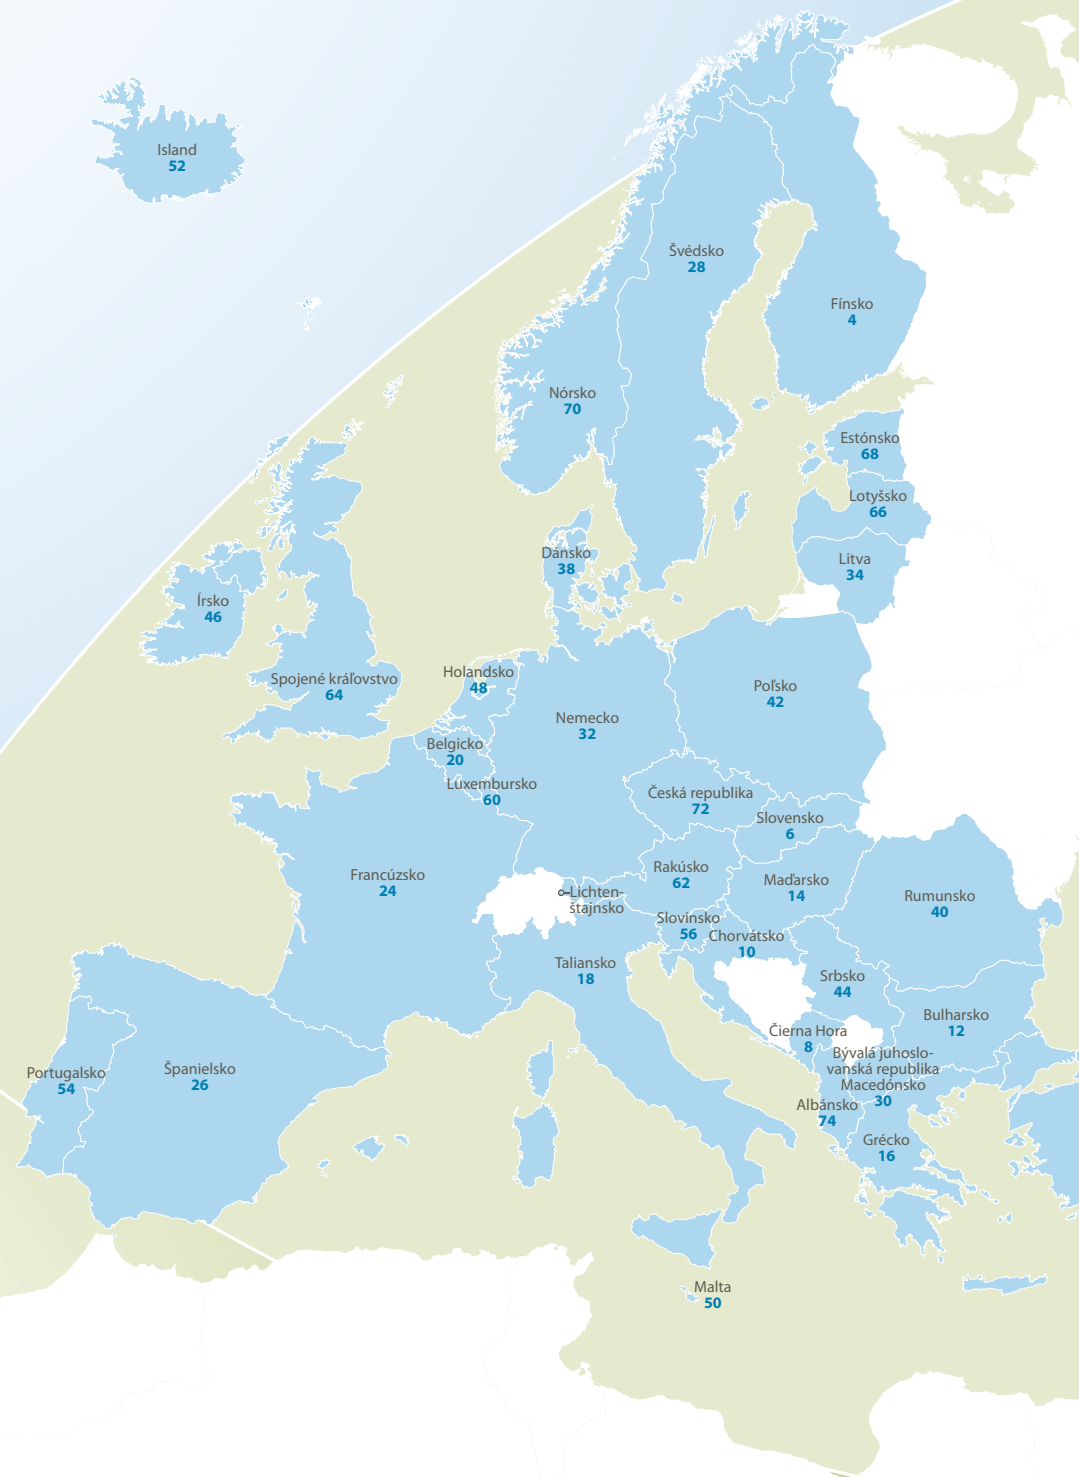 Island
52
Švédsko
28
Fínsko
4
Nórsko
70
Estónsko
68
Lotyšsko
66
Dánsko
38
Litva
34
Írsko
46
Spojené kráľovstvo
64
Holandsko
48
Poľsko
42
Nemecko
32
Belgicko
20
Luxembursko
60
Česká republika
72
Slovensko
6
Francúzsko
24
Rakúsko
62
Maďarsko
14
Lichten-
štajnsko
Rumunsko
40
Slovinsko
56
Chorvátsko
10
Taliansko
18
Srbsko
44
Bulharsko
12
Čierna Hora
8
Bývalá juhoslo-
vanská republika
Macedónsko
30
Portugalsko
54
Španielsko
26
Albánsko
74
Grécko
16
Malta
50